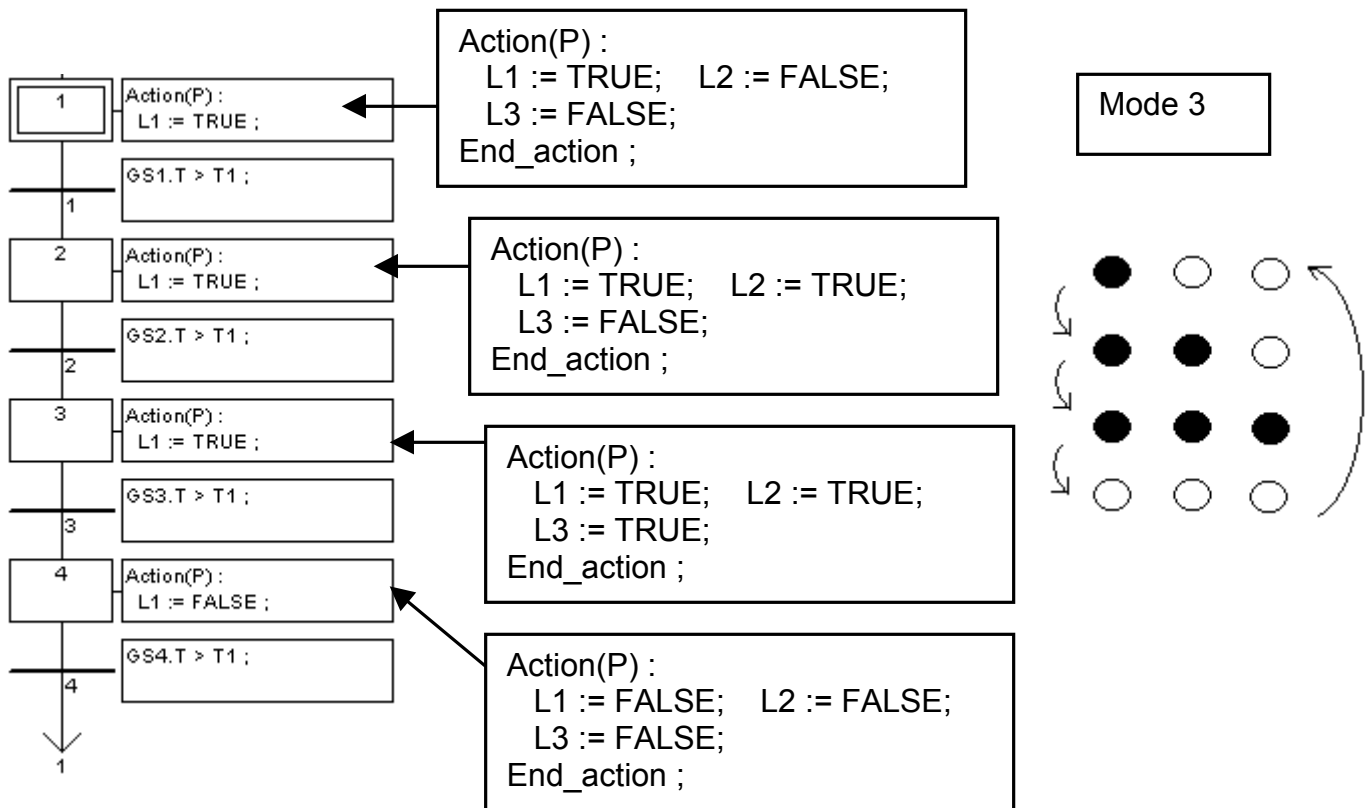 1
Action(P) :
L1 := TRUE ;
GS1.T > T1 ;
1
2
Action(P) :
L1 := TRUE ;
GS2.T > T1 ;
2
3
Action(P) :
L1 := TRUE ;
GS3.T > T1 ;
3
4
Action(P) :
L1 := FALSE ;
GS4.T > T1 ;
4
1
Action(P) :
L1 := TRUE; L2 := FALSE;
L3 := FALSE;
End_action ;
Action(P) :
L1 := TRUE; L2 := TRUE;
L3 := FALSE;
End_action ;
Action(P) :
L1 := TRUE; L2 := TRUE;
L3 := TRUE;
End_action ;
Action(P) :
L1 := FALSE; L2 := FALSE;
L3 := FALSE;
End_action ;
Mode 3